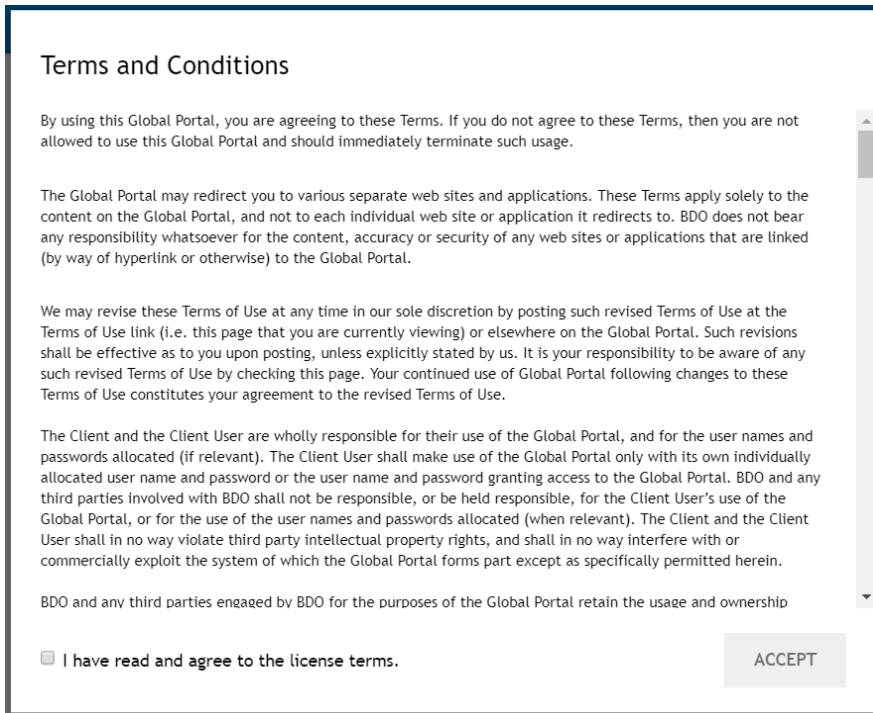 Terms and Conditions
By using this Global Portal, you are agreeing to these Terms. If you do not agree to these Terms, then you are not
allowed to use this Global Portal and should immediately terminate such usage.
The Global Portal may redirect you to various separate web sites and applications. These Terms apply solely to the
content on the Global Portal, and not to each individual web site or application it redirects to. BDO does not bear
any responsibility whatsoever for the content, accuracy or security of any web sites or applications that are linked
(by way of hyperlink or otherwise) to the Global Portal.
We may revise these Terms of Use at any time in our sole discretion by posting such revised Terms of Use at the
Terms of Use link (i.e. this page that you are currently viewing) or elsewhere on the Global Portal. Such revisions
shall be effective as to you upon posting, unless explicitly stated by us. It is your responsibility to be aware of any
such revised Terms of Use by checking this page. Your continued use of Global Portal following changes to these
Terms of Use constitutes your agreement to the revised Terms of Use.
The Client and the Client User are wholly responsible for their use of the Global Portal, and for the user names and
passwords allocated (if relevant). The Client User shall make use of the Global Portal only with its own individually
allocated user name and password or the user name and password granting access to the Global Portal. BDO and any
third parties involved with BDO shall not be responsible, or be held responsible, for the Client User's use of the
Global Portal, or for the use of the user names and passwords allocated (when relevant). The Client and the Client
User shall in no way violate third party intellectual property rights, and shall in no way interfere with or
commercially exploit the system of which the Global Portal forms part except as specifically permitted herein.
BDO and any third parties engaged by BDO for the purposes of the Global Portal retain the usage and ownership
I have read and agree to the license terms.
ACCEPT